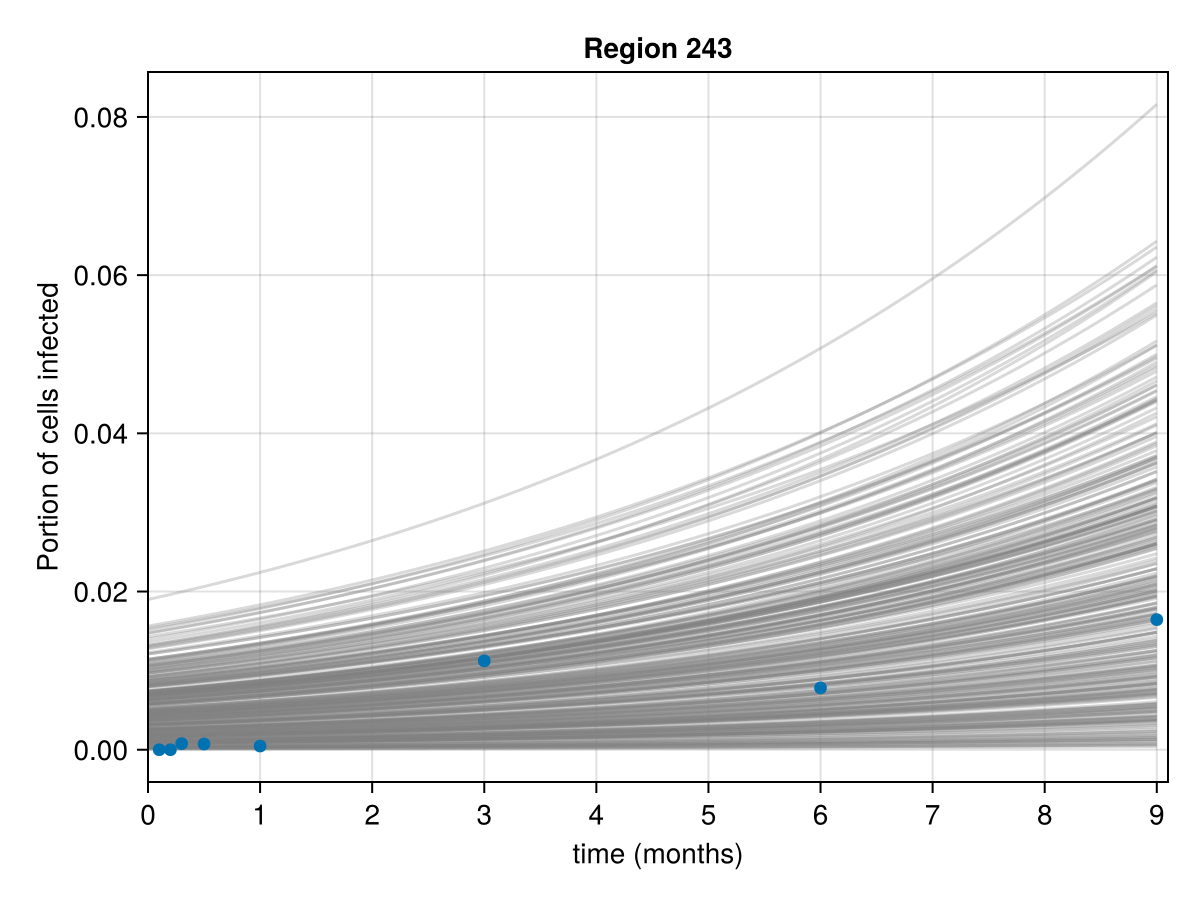 Region 243
0.08
0.06
0.04
0.02
0.00
Portion of cells infected
0 1 2 3 4 5 6 7 8 9
time (months)